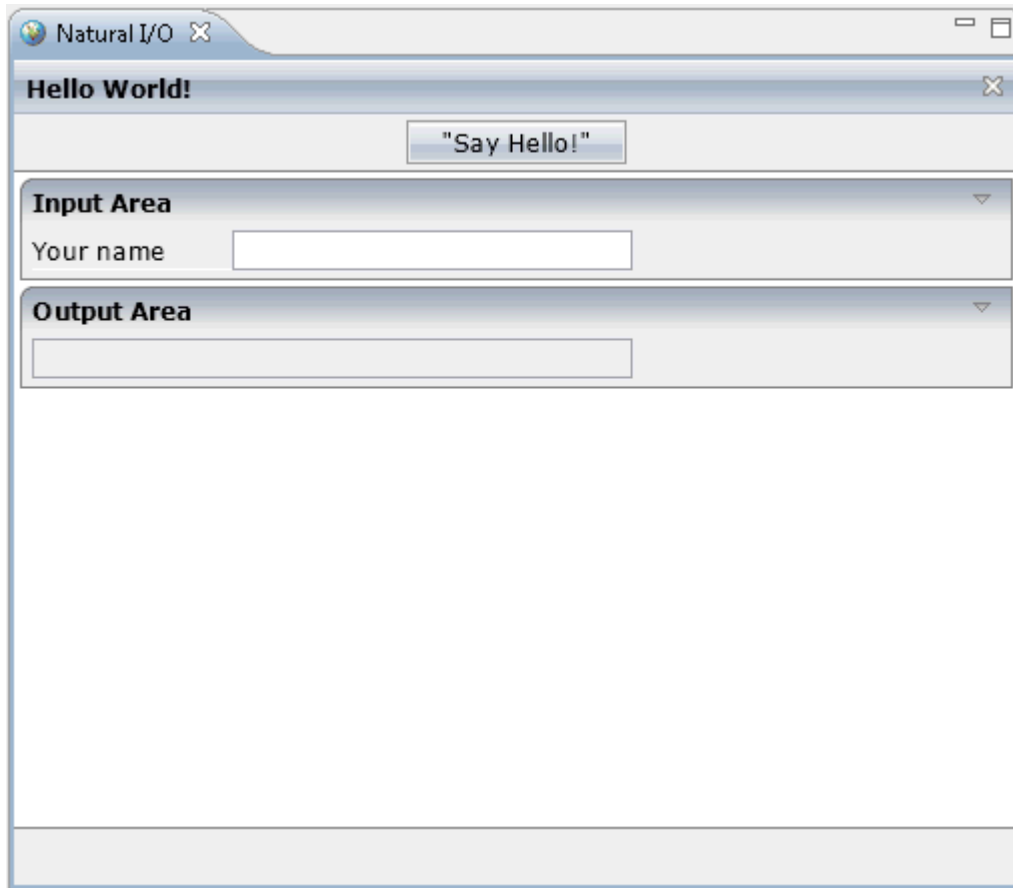 Natural I/O
Hello World!
"Say Hello!"
Input Area
Your name
Output Area